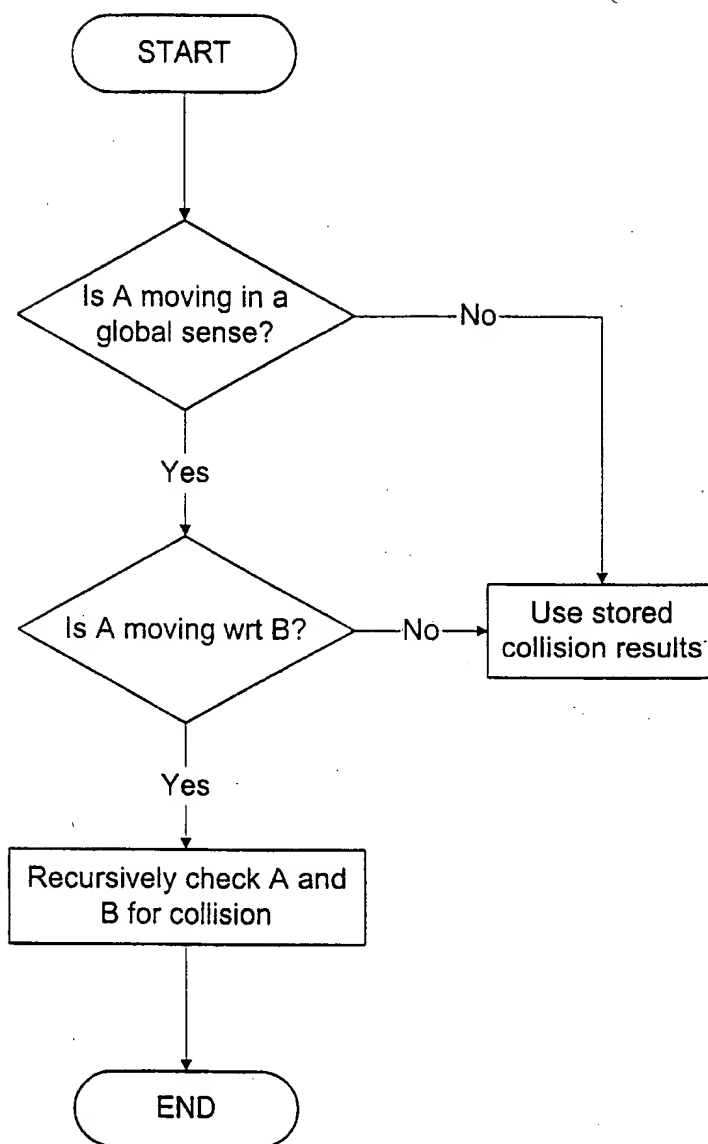 START
Is A moving in a
global sense?
No
Yes
Is A moving wrt B?
No
Use stored
collision results
Yes
Recursively check A and
B for collision
END